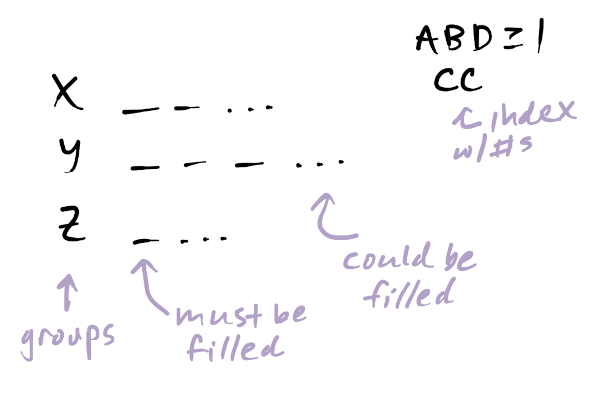 ABD ≥ 1
CC
↖ index
w/#s
X _ _ ...
Y _ _ _ ...
Z _ ...
could be
filled
must be
filled
groups